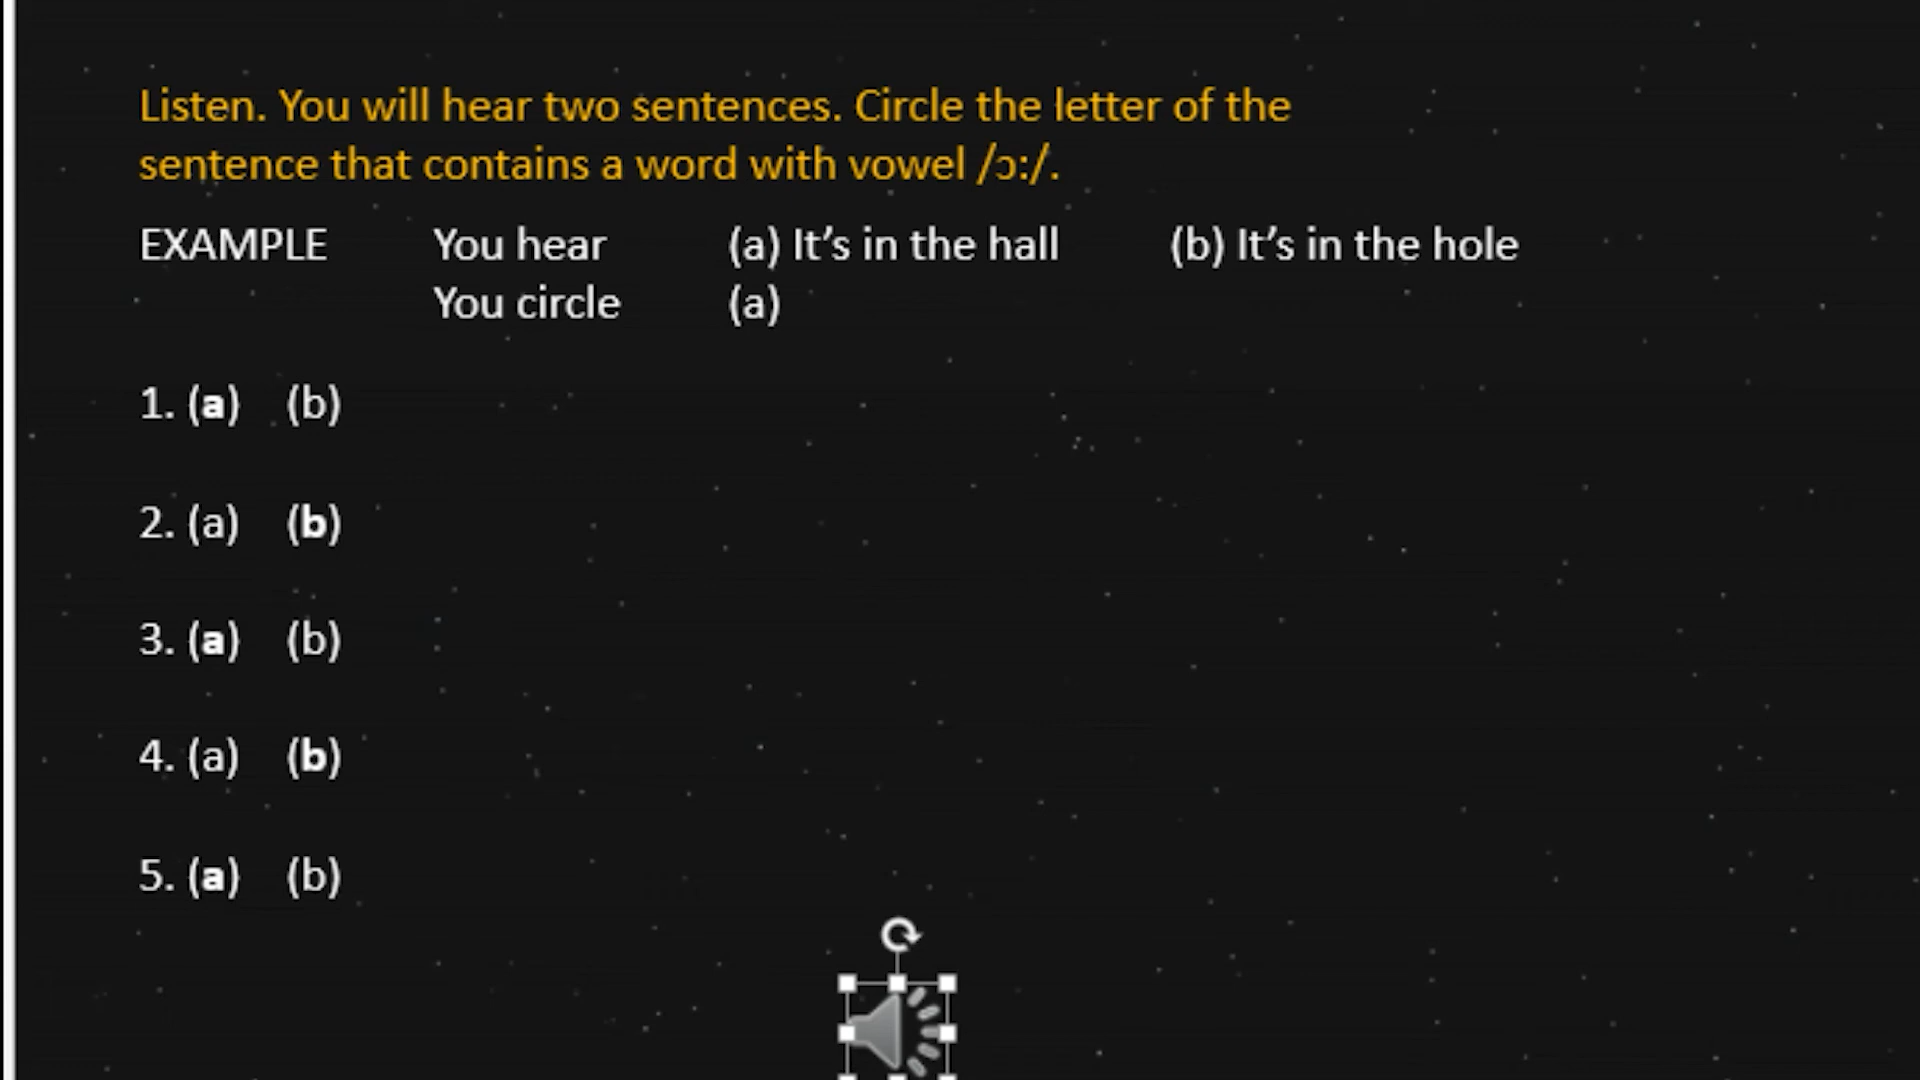 Listen. You will hear two sentences. Circle the letter of the
sentence that contains a word with vowel /ɔ:/.
EXAMPLE You hear (a) It’s in the hall (b) It’s in the hole
You circle (a)
1. (a) (b)
2. (a) (b)
3. (a) (b)
4. (a) (b)
5. (a) (b)